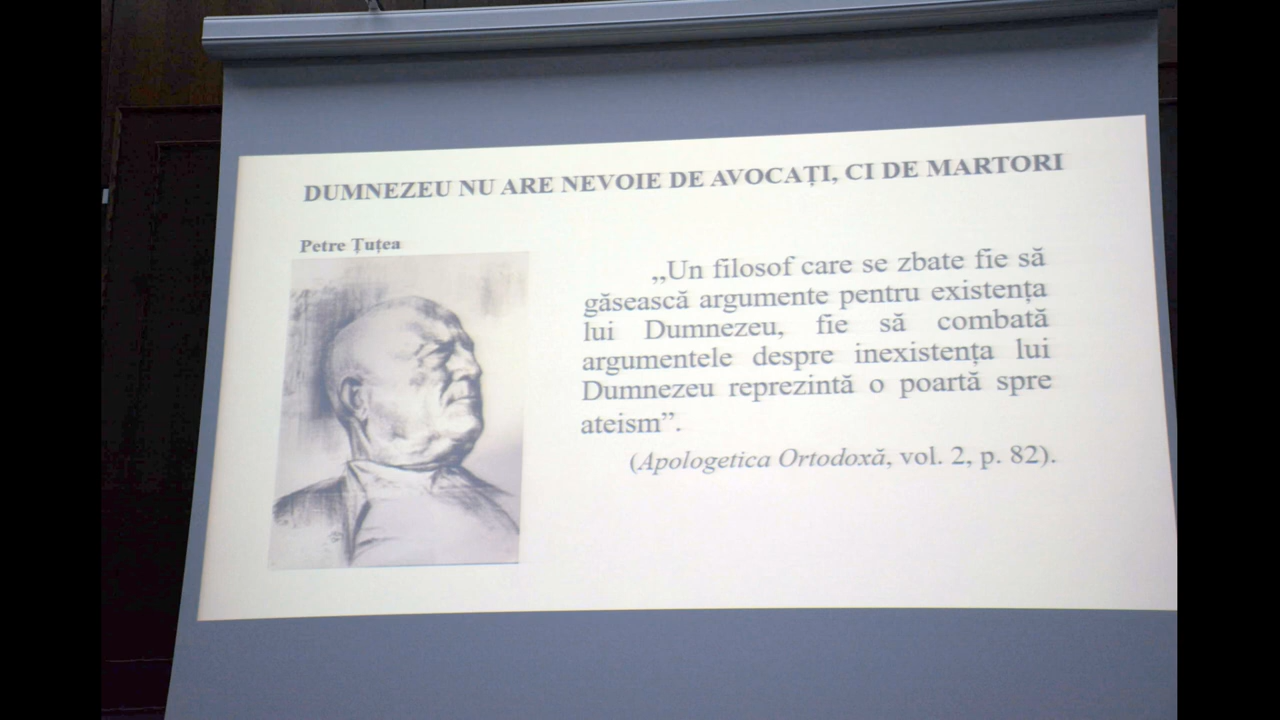 DUMNEZEU NU ARE NEVOIE DE AVOCAȚI, CI DE MARTORI
Petre Țuțea
„Un filosof care se zbate fie să
găsească argumente pentru existența
lui Dumnezeu, fie să combată
argumentele despre inexistența lui
Dumnezeu reprezintă o poartă spre
ateism”.
(Apologetica Ortodoxă, vol. 2, p. 82).